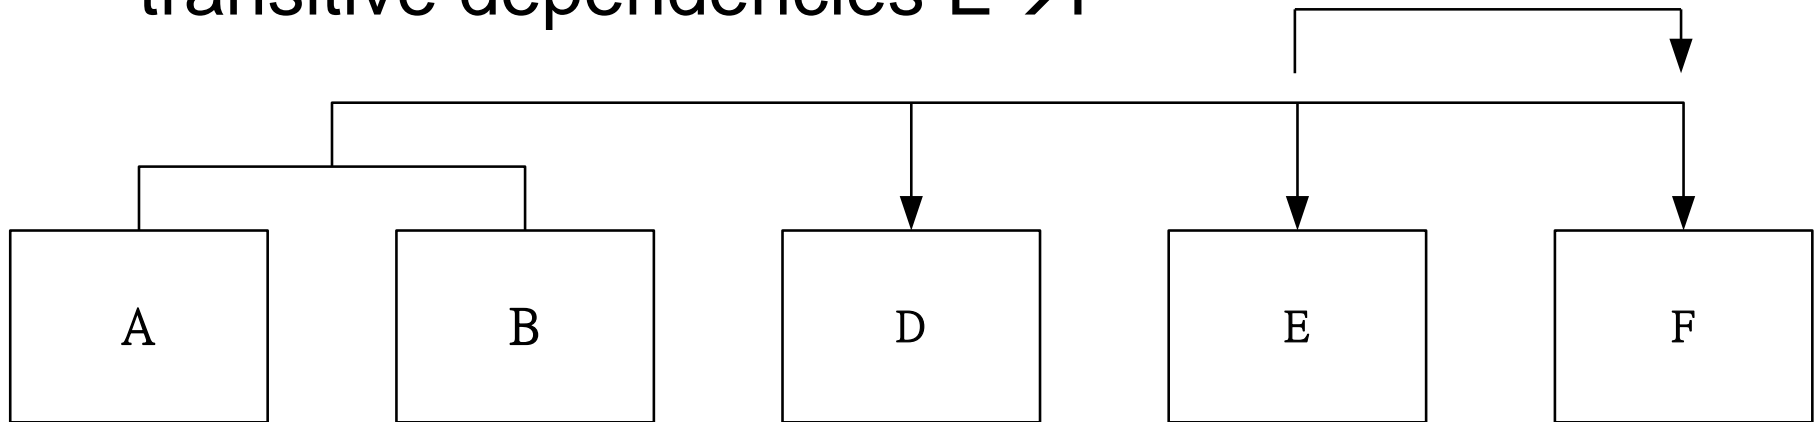 transitive dependencies E →F
A B D E F